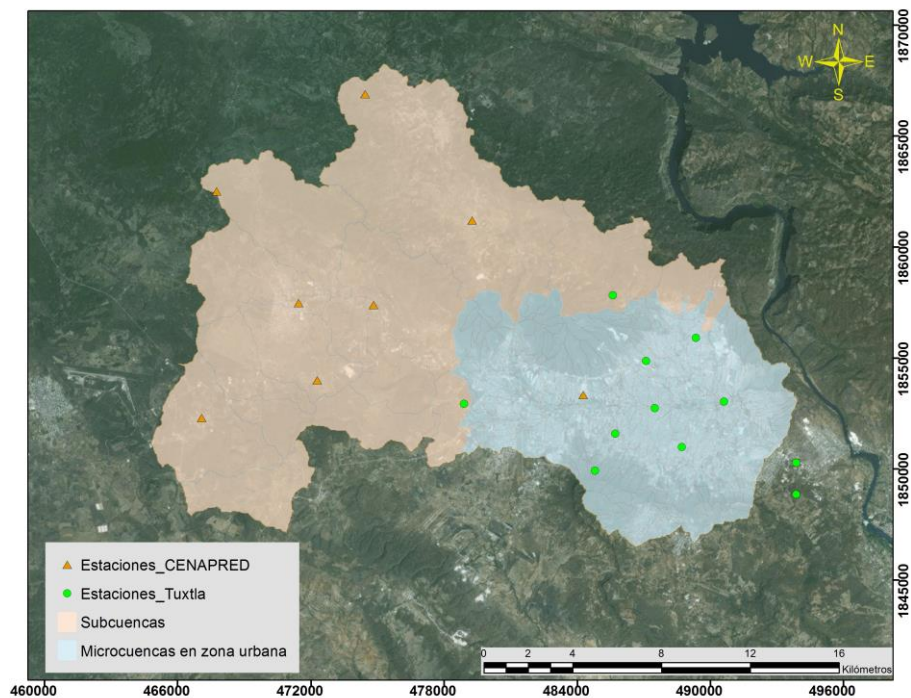 1870000
N
W E
S
1865000
1860000
1855000
1850000
1845000
Estaciones_CENAPRED
Estaciones_Tuxtla
Subcuencas
Microcuencas en zona urbana
0 2 4 8 12 16
Kilómetros
460000 466000 472000 478000 484000 490000 496000